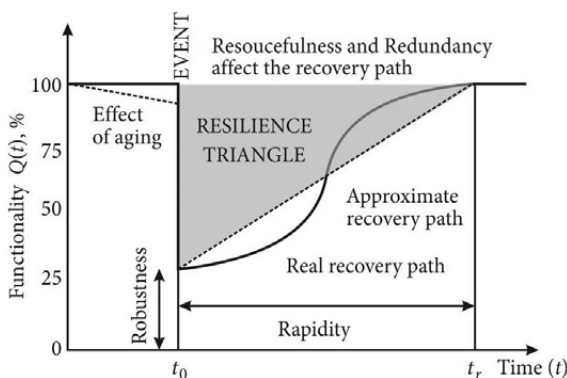 EVENT
Resoucefulness and Redundancy
affect the recovery path
Functionality Q(t), %
100
75
50
25
0
Effect
of aging
RESILIENCE
TRIANGLE
Approximate
recovery path
Real recovery path
Robustness
Rapidity
t0
tr
Time (t)